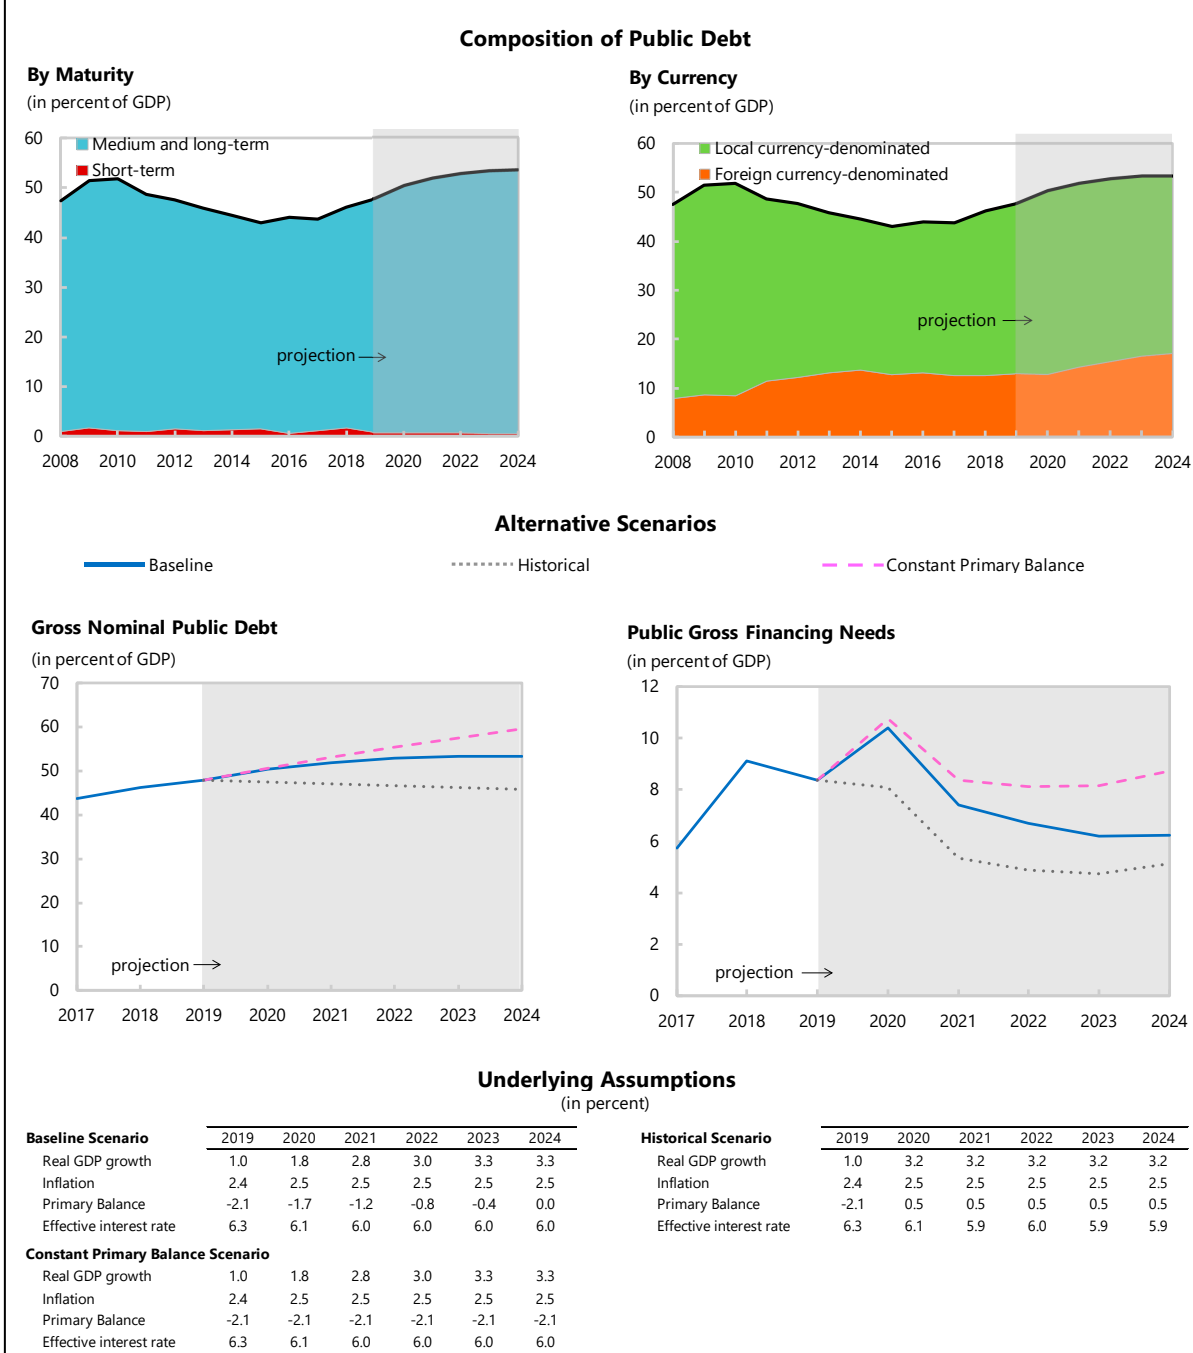 Composition of Public Debt
By Maturity
(in percent of GDP)
60
50
40
30
20
10
0
Medium and long-term
Short-term
projection
2008 2010 2012 2014 2016 2018 2020 2022 2024
By Currency
(in percent of GDP)
60
50
40
30
20
10
0
Local currency-denominated
Foreign currency-denominated
projection
2008 2010 2012 2014 2016 2018 2020 2022 2024
Alternative Scenarios
Baseline Historical Constant Primary Balance
Gross Nominal Public Debt
(in percent of GDP)
70
60
50
40
30
20
10
0
projection
2017 2018 2019 2020 2021 2022 2023 2024
Public Gross Financing Needs
(in percent of GDP)
12
10
8
6
4
2
0
projection
2017 2018 2019 2020 2021 2022 2023 2024
Underlying Assumptions
(in percent)
Baseline Scenario 2019 2020 2021 2022 2023 2024
Real GDP growth 1.0 1.8 2.8 3.0 3.3 3.3
Inflation 2.4 2.5 2.5 2.5 2.5 2.5
Primary Balance -2.1 -1.7 -1.2 -0.8 -0.4 0.0
Effective interest rate 6.3 6.1 6.0 6.0 6.0 6.0
Constant Primary Balance Scenario
Real GDP growth 1.0 1.8 2.8 3.0 3.3 3.3
Inflation 2.4 2.5 2.5 2.5 2.5 2.5
Primary Balance -2.1 -2.1 -2.1 -2.1 -2.1 -2.1
Effective interest rate 6.3 6.1 6.0 6.0 6.0 6.0
Historical Scenario 2019 2020 2021 2022 2023 2024
Real GDP growth 1.0 3.2 3.2 3.2 3.2 3.2
Inflation 2.4 2.5 2.5 2.5 2.5 2.5
Primary Balance -2.1 0.5 0.5 0.5 0.5 0.5
Effective interest rate 6.3 6.1 5.9 6.0 5.9 5.9